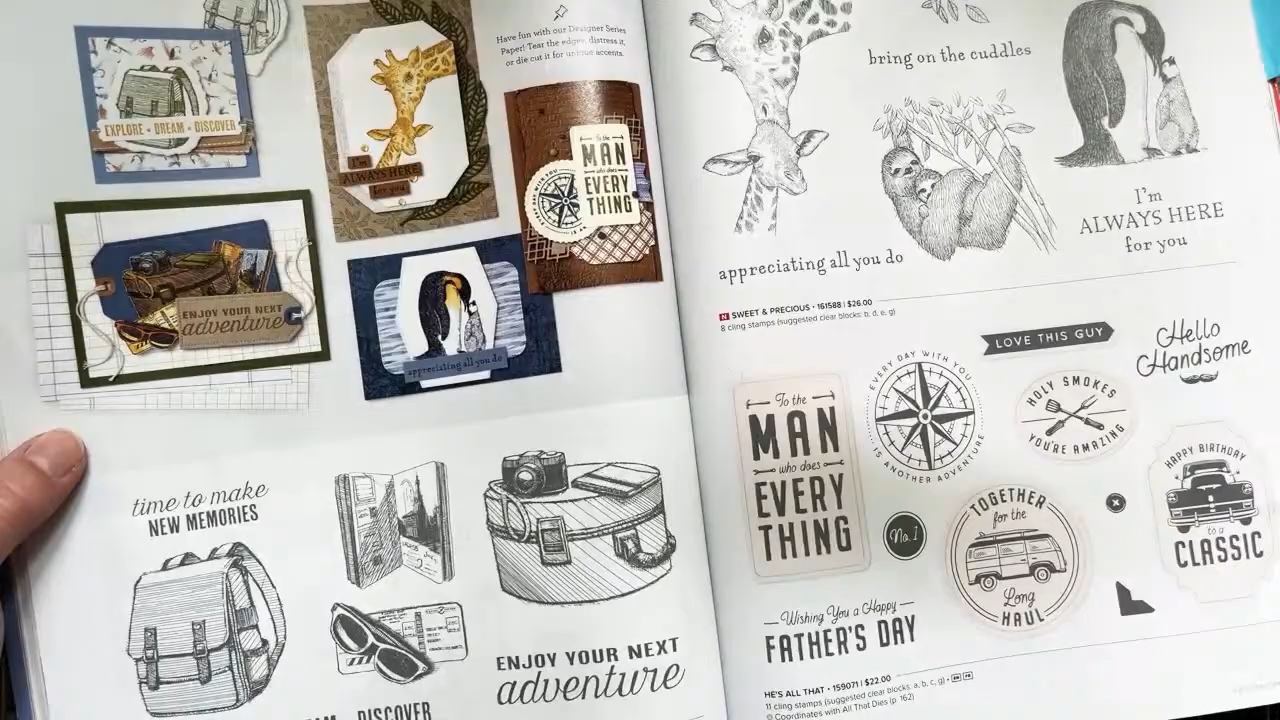 Have fun with our Designer Series
Paper! Tear the edges, distress it,
or die cut it for unique accents.
EXPLORE • DREAM • DISCOVER
I'm
ALWAYS HERE
for you
To the
MAN
who does
EVERY
THING
ENJOY YOUR NEXT
adventure
appreciating all you do
time to make
NEW MEMORIES
ENJOY YOUR NEXT
adventure
DISCOVER
bring on the cuddles
I'm
ALWAYS HERE
for you
appreciating all you do
N SWEET & PRECIOUS • 161588 | $26.00
8 cling stamps (suggested clear blocks: b, d, e, g)
LOVE THIS GUY
Hello
Handsome
To the
MAN
who does
EVERY
THING
EVERY DAY WITH YOU
IS ANOTHER ADVENTURE
HOLY SMOKES
YOU'RE AMAZING
HAPPY BIRTHDAY
to a
CLASSIC
No. 1
TOGETHER
for the
Long
HAUL
Wishing You a Happy
FATHER'S DAY
HE'S ALL THAT • 159071 | $22.00
11 cling stamps (suggested clear blocks: a, b, c, g) •
Coordinates with All That Dies (p. 162)